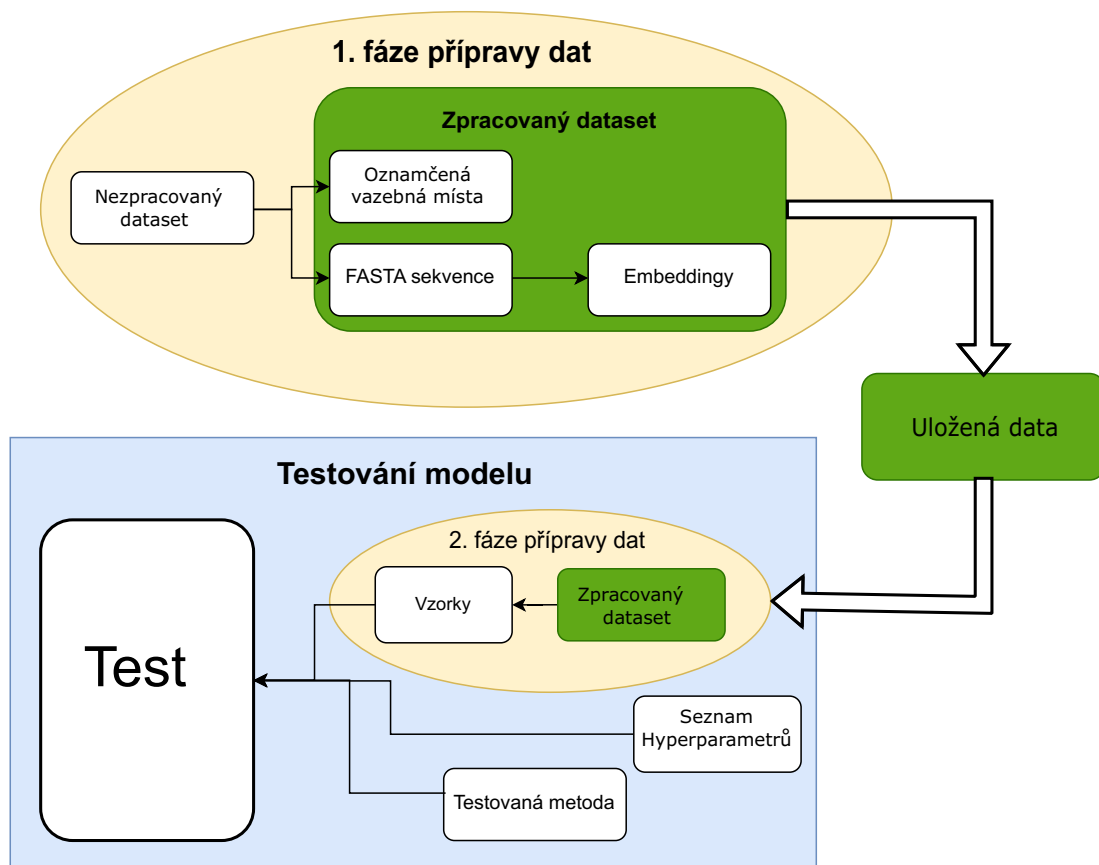 1. fáze přípravy dat
Zpracovaný dataset
Nezpracovaný
dataset
Oznamčená
vazebná místa
FASTA sekvence
Embeddingy
Uložená data
Testování modelu
2. fáze přípravy dat
Vzorky
Zpracovaný
dataset
Test
Seznam
Hyperparametrů
Testovaná metoda